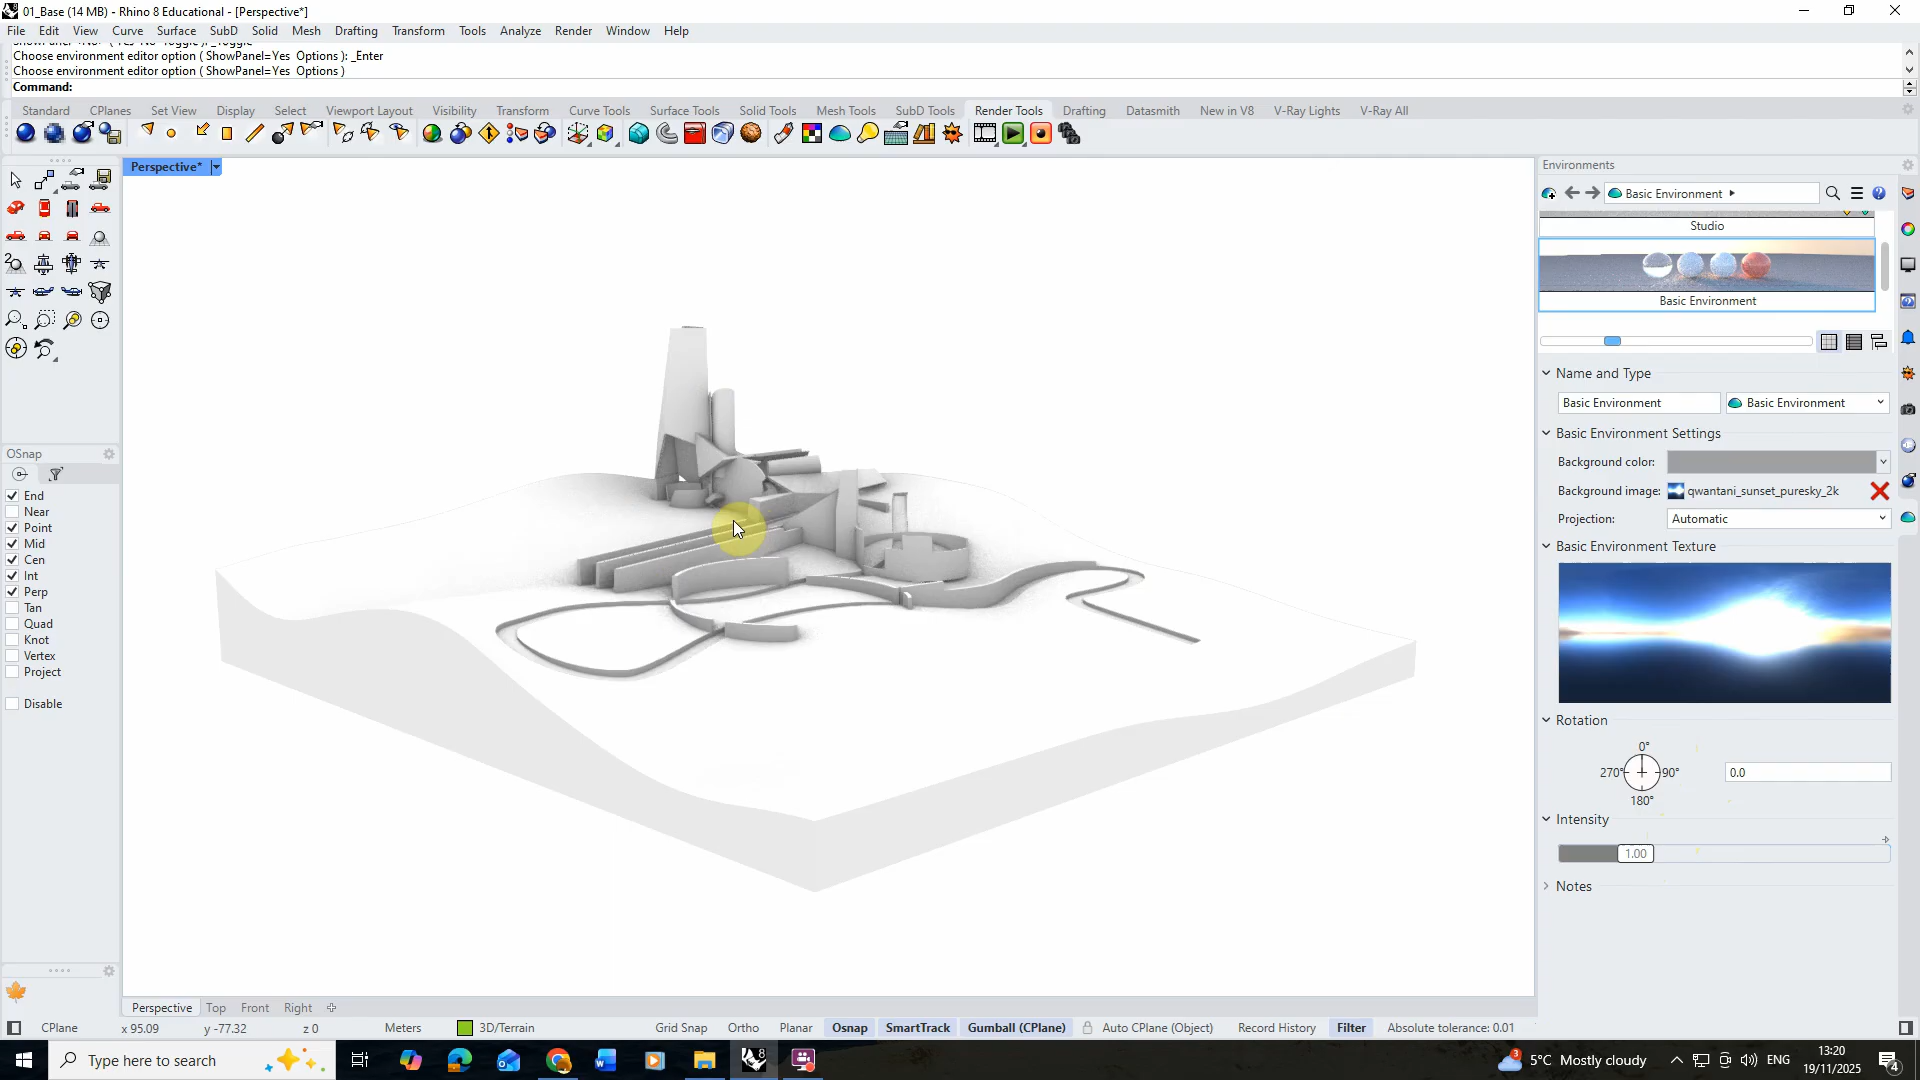 01_Base (14 MB) - Rhino 8 Educational - [Perspective*]
File Edit View Curve Surface Solid SubD Mesh Drafting Transform Tools Analyze Render Window Help
Choose environment editor option ( ShowPanel=Yes Options ): _Enter
Choose environment editor option ( ShowPanel=Yes Options )
Command:
Standard CPlanes Set View Display Select Viewport Layout Visibility Transform Curve Tools Surface Tools Solid Tools Mesh Tools SubD Tools Render Tools Drafting Datasmith New in V8 V-Ray Lights V-Ray All
Perspective*
Environments
Basic Environment
Studio
Basic Environment
Name and Type
Basic Environment Basic Environment
Basic Environment Settings
Background color:
Background image: qwantani_sunset_puresky_2k
Projection: Automatic
Basic Environment Texture
Rotation
0°
270° 90° 0.0
180°
Intensity
1.00
Notes
OSnap
End
Near
Point
Mid
Cen
Int
Perp
Tan
Quad
Knot
Vertex
Project
Disable
Perspective Top Front Right
CPlane x 95.09 y -77.32 z 0 Meters 3D/Terrain Grid Snap Ortho Planar Osnap SmartTrack Gumball (CPlane) Auto CPlane (Object) Record History Filter Absolute tolerance: 0.01
Type here to search
3 5°C Mostly cloudy ENG 13:20
19/11/2025 4